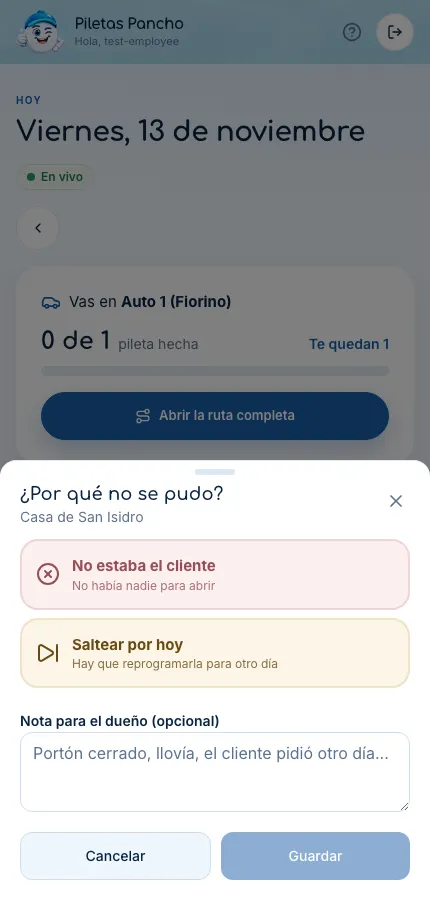 Piletas Pancho
Hola, test-employee
HOY
Viernes, 13 de noviembre
En vivo
Vas en Auto 1 (Fiorino)
0 de 1 pileta hecha
Te quedan 1
Abrir la ruta completa
¿Por qué no se pudo?
Casa de San Isidro
No estaba el cliente
No había nadie para abrir
Saltear por hoy
Hay que reprogramarla para otro día
Nota para el dueño (opcional)
Portón cerrado, llovía, el cliente pidió otro día...
Cancelar
Guardar